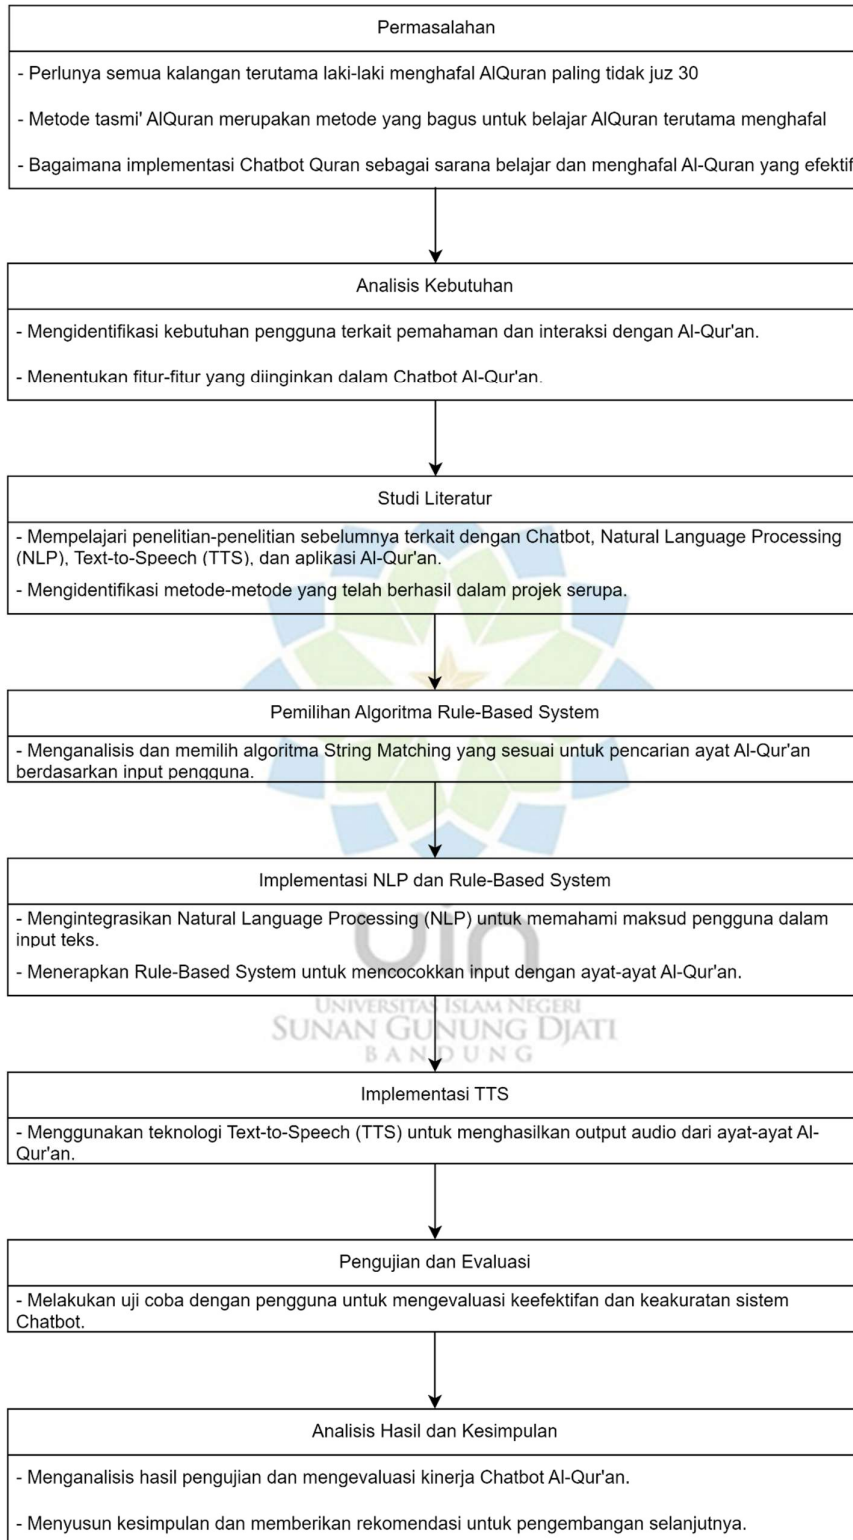 Permasalahan
- Perlunya semua kalangan terutama laki-laki menghafal AlQuran paling tidak juz 30
- Metode tasmi' AlQuran merupakan metode yang bagus untuk belajar AlQuran terutama menghafal
- Bagaimana implementasi Chatbot Quran sebagai sarana belajar dan menghafal Al-Quran yang efektif
Analisis Kebutuhan
- Mengidentifikasi kebutuhan pengguna terkait pemahaman dan interaksi dengan Al-Qur'an.
- Menentukan fitur-fitur yang diinginkan dalam Chatbot Al-Qur'an.
Studi Literatur
- Mempelajari penelitian-penelitian sebelumnya terkait dengan Chatbot, Natural Language Processing
(NLP), Text-to-Speech (TTS), dan aplikasi Al-Qur'an.
- Mengidentifikasi metode-metode yang telah berhasil dalam projek serupa.
Pemilihan Algoritma Rule-Based System
- Menganalisis dan memilih algoritma String Matching yang sesuai untuk pencarian ayat Al-Qur'an
berdasarkan input pengguna.
Implementasi NLP dan Rule-Based System
- Mengintegrasikan Natural Language Processing (NLP) untuk memahami maksud pengguna dalam
input teks.
uin
- Menerapkan Rule-Based System untuk mencocokkan input dengan ayat-ayat Al-Qur'an.
UNIVERSITAS ISLAM NEGERI
SUNAN GUNUNG DJATI
BANDUNG
Implementasi TTS
- Menggunakan teknologi Text-to-Speech (TTS) untuk menghasilkan output audio dari ayat-ayat Al-
Qur'an.
Pengujian dan Evaluasi
- Melakukan uji coba dengan pengguna untuk mengevaluasi keefektifan dan keakuratan sistem
Chatbot.
Analisis Hasil dan Kesimpulan
- Menganalisis hasil pengujian dan mengevaluasi kinerja Chatbot Al-Qur'an.
- Menyusun kesimpulan dan memberikan rekomendasi untuk pengembangan selanjutnya.